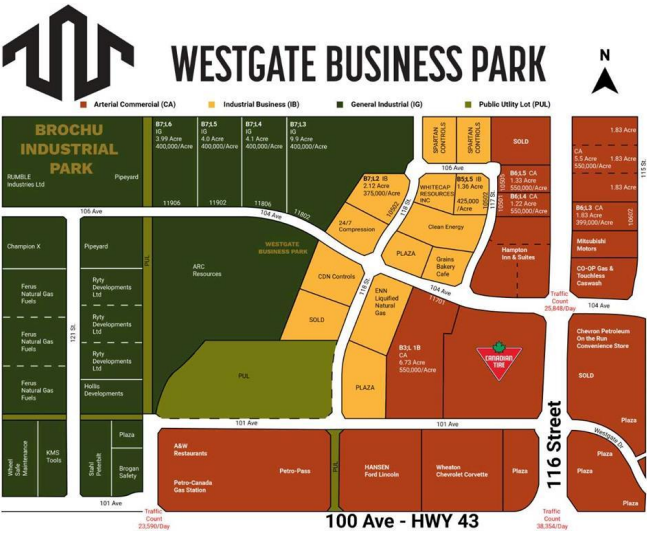 WESTGATE BUSINESS PARK
N
Arterial Commercial (CA)
Industrial Business (IB)
General Industrial (IG)
Public Utlity Lot (PUL)
BROCHU
INDUSTRIAL
PARK
RUMBLE
Industries Ltd
Pipeyard
B7;L6
IG
3.99 Acre
400,000/Acre
B7;L5
IG
4.0 Acre
400,000/Acre
B7;L4
IG
4.1 Acre
400,000/Acre
B7;L3
IG
9.9 Acre
400,000/Acre
11906
11902
11806
11802
106 Ave
104 Ave
SPARTAN
CONTROLS
SPARTAN
CONTROLS
SOLD
106 Ave
B7;L2 IB
2.12 Acre
375,000/Acre
10502
118 St.
WHITECAP
RESOURCES
INC
B5;L5 IB
1.36 Acre
425,000
/Acre
10502
117 St.
B6;L5 CA
1.33 Acre
550,000/Acre
B6;L4 CA
1.22 Acre
550,000/Acre
10501
1.83 Acre
CA
5.5 Acre
550,000/Acre
1.83 Acre
1.83 Acre
115 St.
B6;L3 CA
1.83 Acre
399,000/Acre
10602
Mitsubishi
Motors
CO-OP Gas &
Touchless
Caswash
24/7
Compression
Clean Energy
PLAZA
Grains
Bakery
Cafe
Hampton
Inn & Suites
WESTGATE
BUSINESS PARK
Champion X
Pipeyard
PUL
ARC
Resources
CDN Controls
SOLD
118 St.
ENN
Liquified
Natural
Gas
104 Ave
11701
Traffic
Count
25,848/Day
104 Ave
Ferus
Natural Gas
Fuels
Ferus
Natural Gas
Fuels
Ferus
Natural Gas
Fuels
121 St.
Ryty
Developments
Ltd
Ryty
Developments
Ltd
Ryty
Developments
Ltd
Hollis
Developments
PUL
PLAZA
B3;L 1B
CA
6.73 Acre
550,000/Acre
CANADIAN
TIRE
Chevron Petroleum
On the Run
Convenience Store
SOLD
Plaza
101 Ave
101 Ave
116 Street
Westgate Dr
Wheel
Safe
Maintenance
KMS
Tools
Stahl
Peterbilt
Plaza
Brogan
Safety
A&W
Restaurants
Petro-Canada
Gas Station
Petro-Pass
PUL
HANSEN
Ford Lincoln
Wheaton
Chevrolet Corvette
Plaza
Plaza
Plaza
Plaza
101 Ave
Traffic
Count
23,590/Day
100 Ave - HWY 43
Traffic
Count
38,354/Day